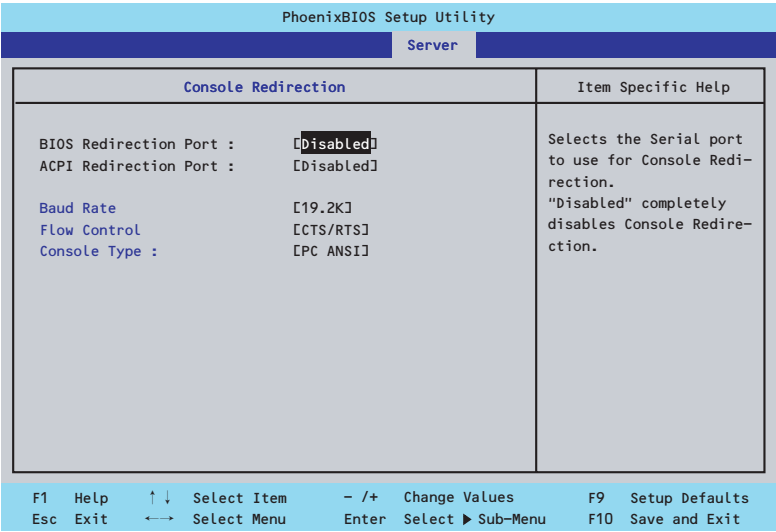 PhoenixBIOS Setup Utility
Server
Console Redirection
BIOS Redirection Port : [Disabled]
ACPI Redirection Port : [Disabled]
Baud Rate [19.2K]
Flow Control [CTS/RTS]
Console Type : [PC ANSI]
Item Specific Help
Selects the Serial port
to use for Console Redi-
rection.
"Disabled" completely
disables Console Redire-
ction.
F1 Help ↑↓ Select Item - /+ Change Values F9 Setup Defaults
Esc Exit ←→ Select Menu Enter Select ▶ Sub-Menu F10 Save and Exit